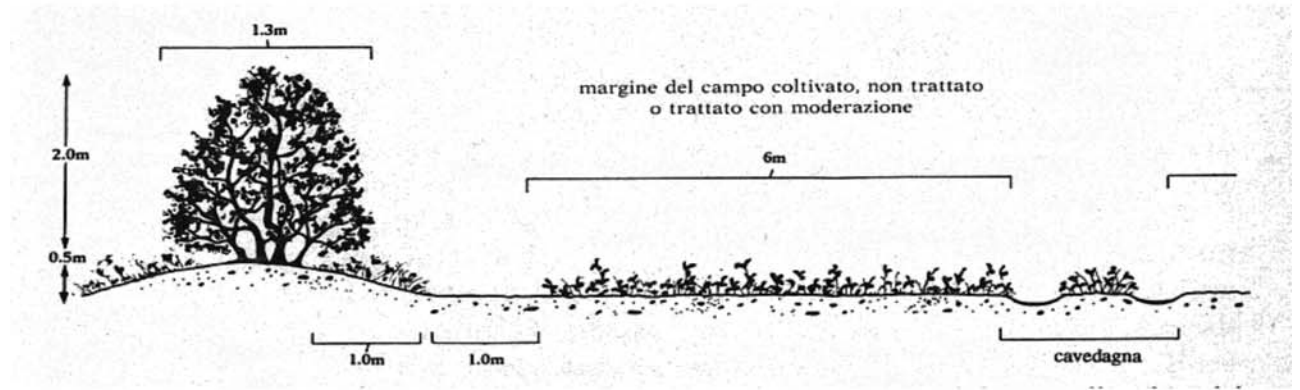 1.3m
margine del campo coltivato, non trattato
o trattato con moderazione
2.0m
6m
0.5m
1.0m
1.0m
cavedagna